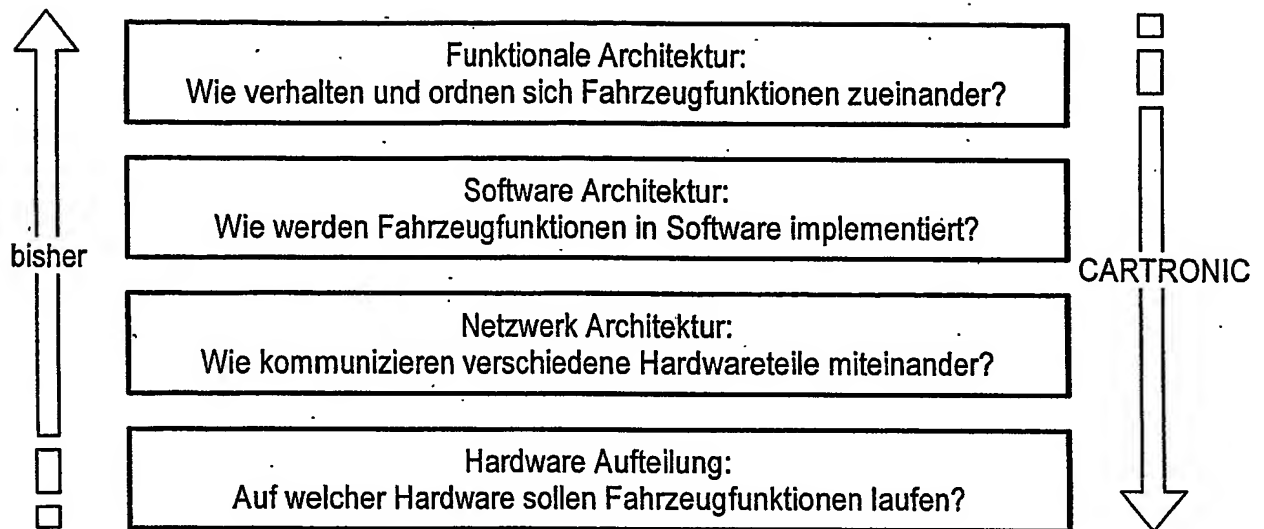 Funktionale Architektur:
Wie verhalten und ordnen sich Fahrzeugfunktionen zueinander?
Software Architektur:
Wie werden Fahrzeugfunktionen in Software implementiert?
bisher
CARTRONIC
Netzwerk Architektur:
Wie kommunizieren verschiedene Hardwareteile miteinander?
Hardware Aufteilung:
Auf welcher Hardware sollen Fahrzeugfunktionen laufen?